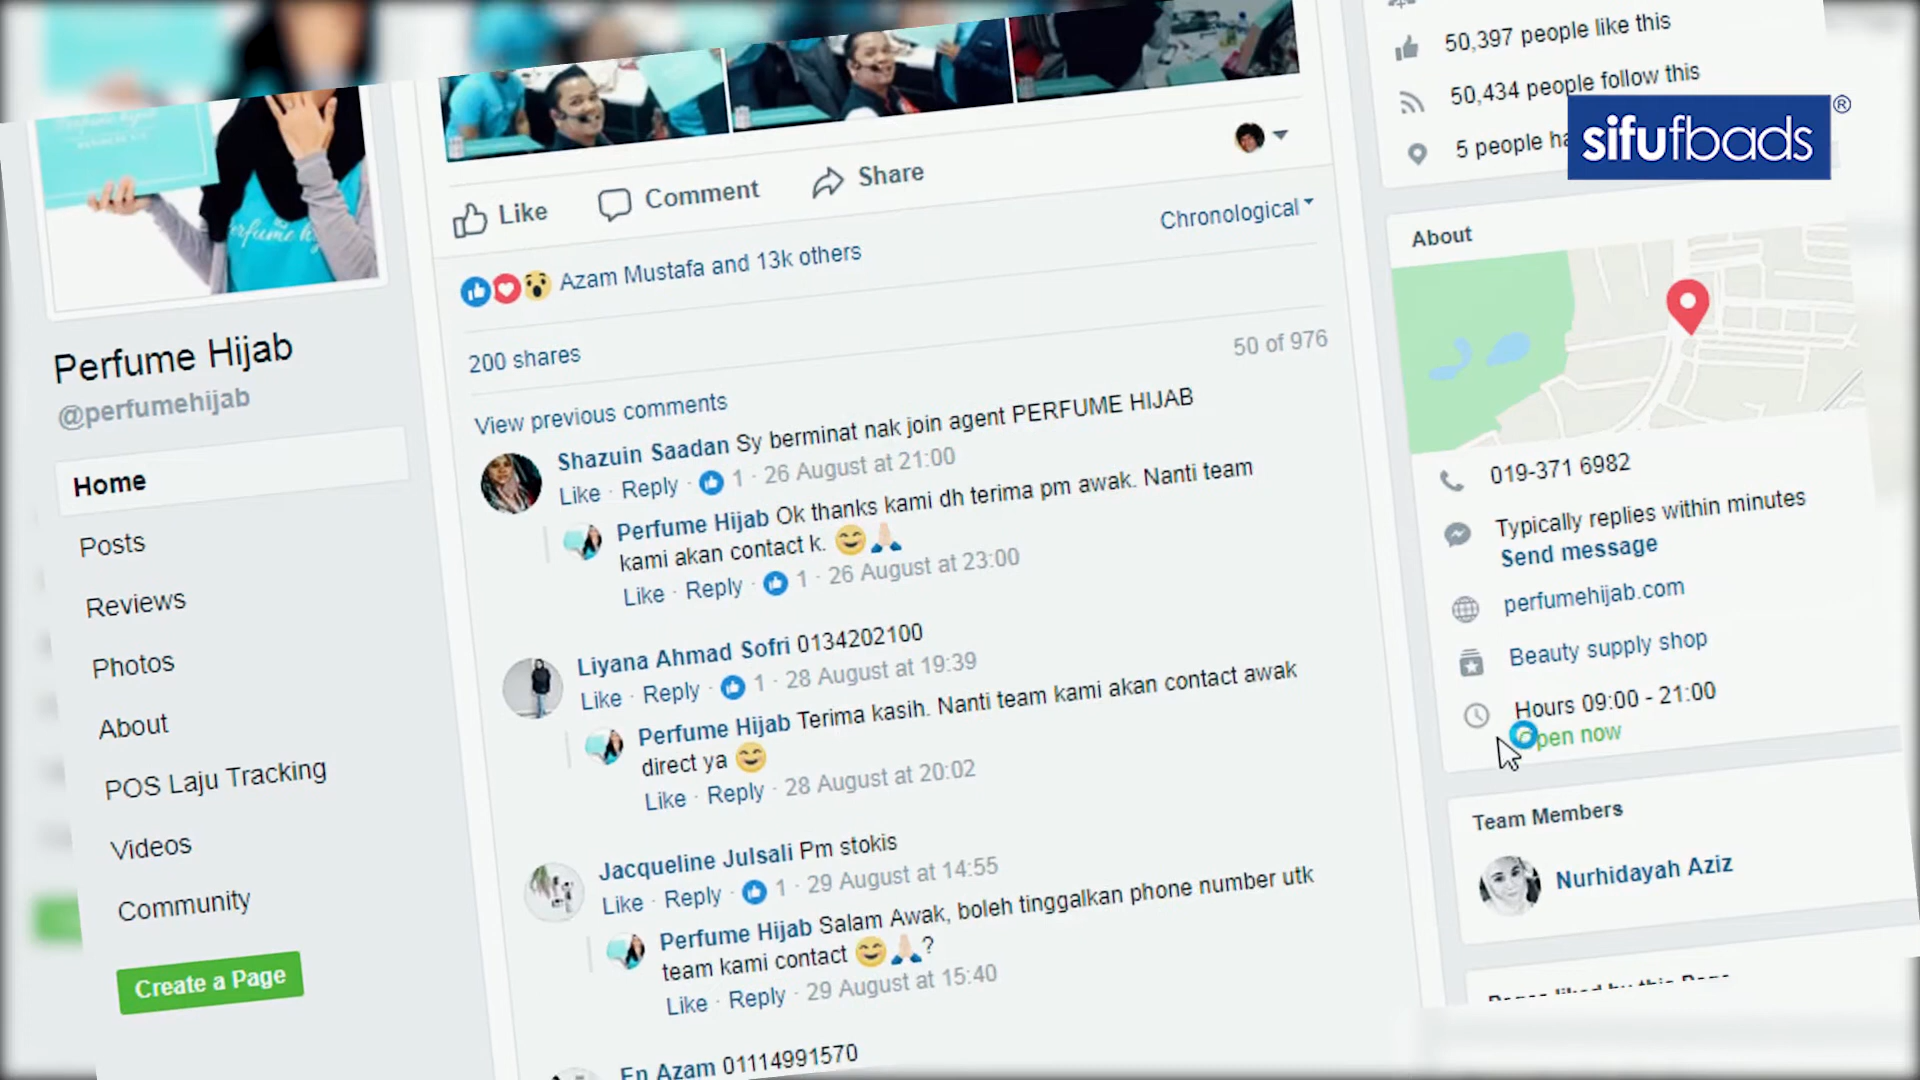 50,397 people like this
50,434 people follow this
5 people ha
sifufbads®
Perfume Hijab
@perfumehijab
Home
Posts
Reviews
Photos
About
POS Laju Tracking
Videos
Community
Create a Page
Like Comment Share
Chronological
Azam Mustafa and 13k others
200 shares
50 of 976
View previous comments
Shazuin Saadan Sy berminat nak join agent PERFUME HIJAB
Like · Reply · 1 · 26 August at 21:00
Perfume Hijab Ok thanks kami dh terima pm awak. Nanti team
kami akan contact k. 😊🙏
Like · Reply · 1 · 26 August at 23:00
Liyana Ahmad Sofri 0134202100
Like · Reply · 1 · 28 August at 19:39
Perfume Hijab Terima kasih. Nanti team kami akan contact awak
direct ya 😊
Like · Reply · 28 August at 20:02
Jacqueline Julsali Pm stokis
Like · Reply · 1 · 29 August at 14:55
Perfume Hijab Salam Awak, boleh tinggalkan phone number utk
team kami contact 😊🙏?
Like · Reply · 29 August at 15:40
En Azam 01114991570
About
019-371 6982
Typically replies within minutes
Send message
perfumehijab.com
Beauty supply shop
Hours 09:00 - 21:00
Open now
Team Members
Nurhidayah Aziz